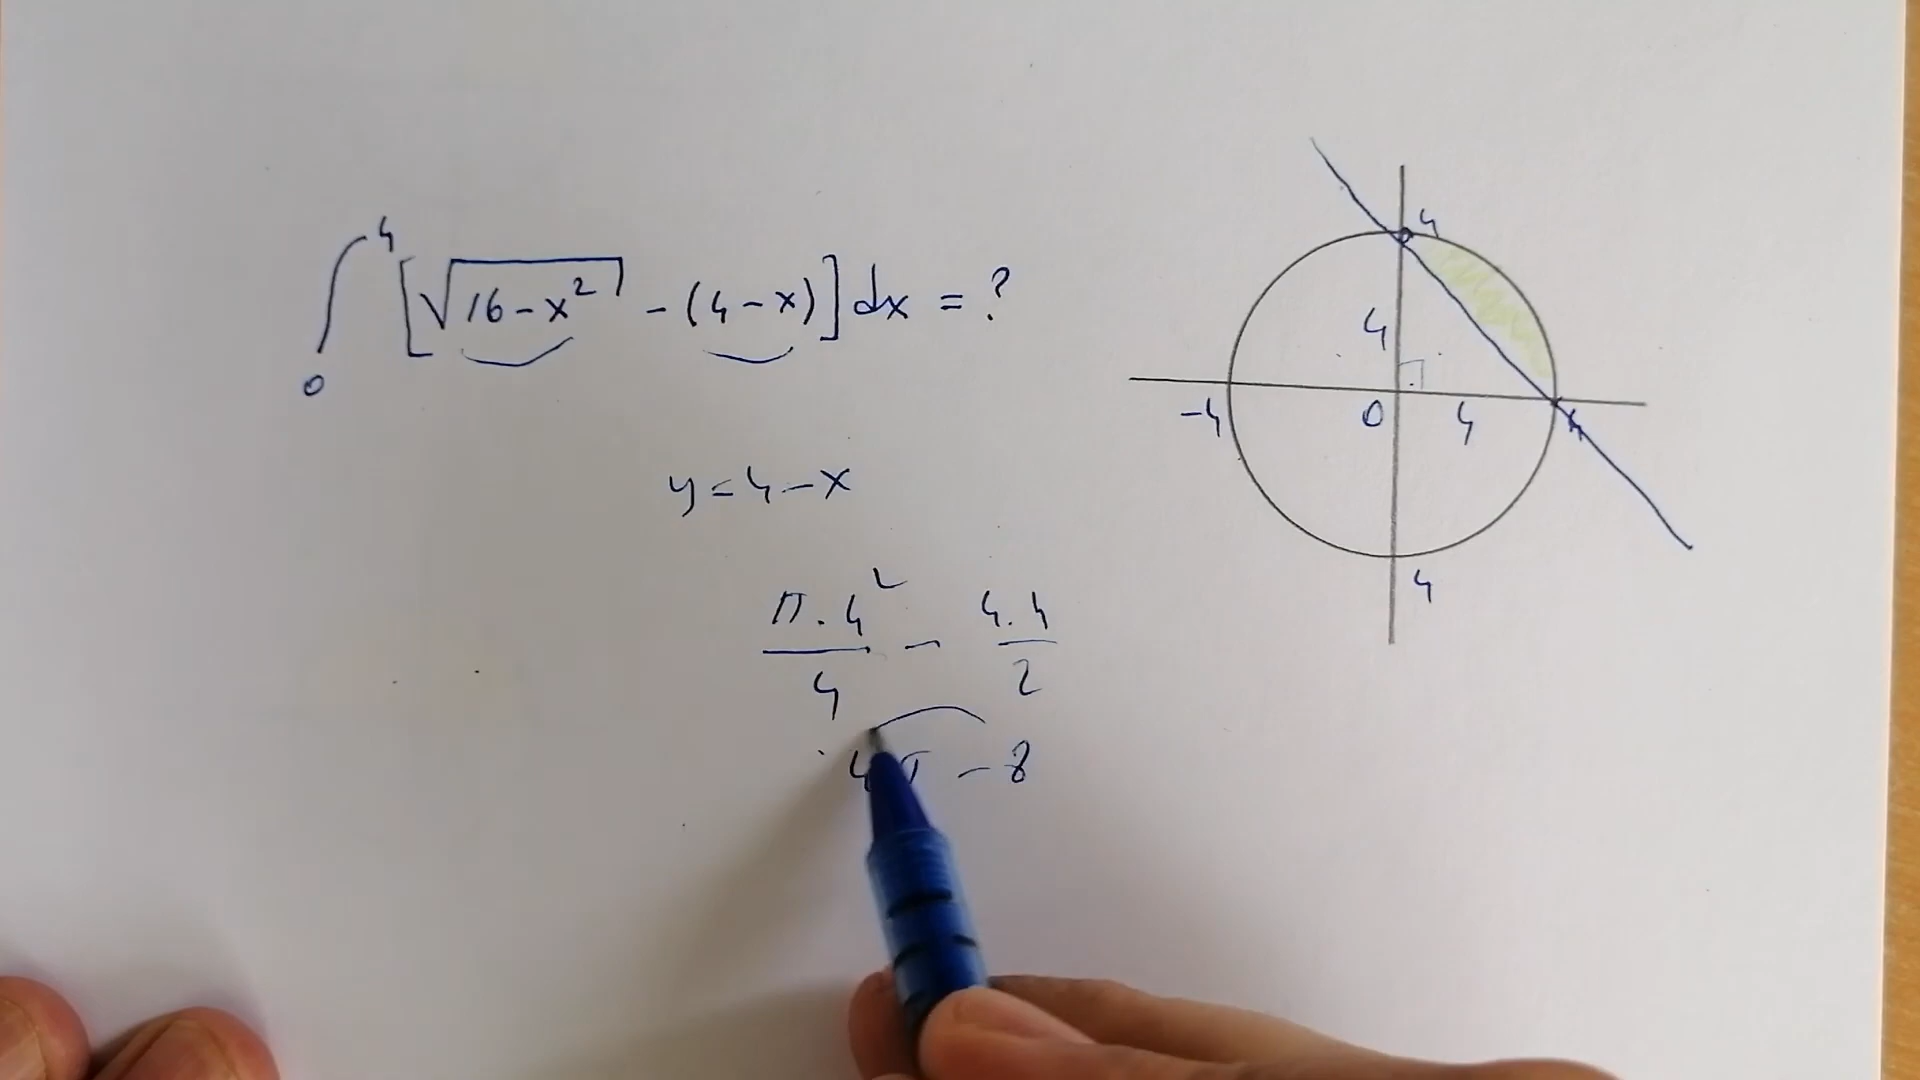 ∫₀⁴ [√(16 - x²) - (4 - x)] dx = ?
y = 4 - x
π · 4² / 4 - 4 · 4 / 2
4π - 8
4
4
-4
0
4
4
4